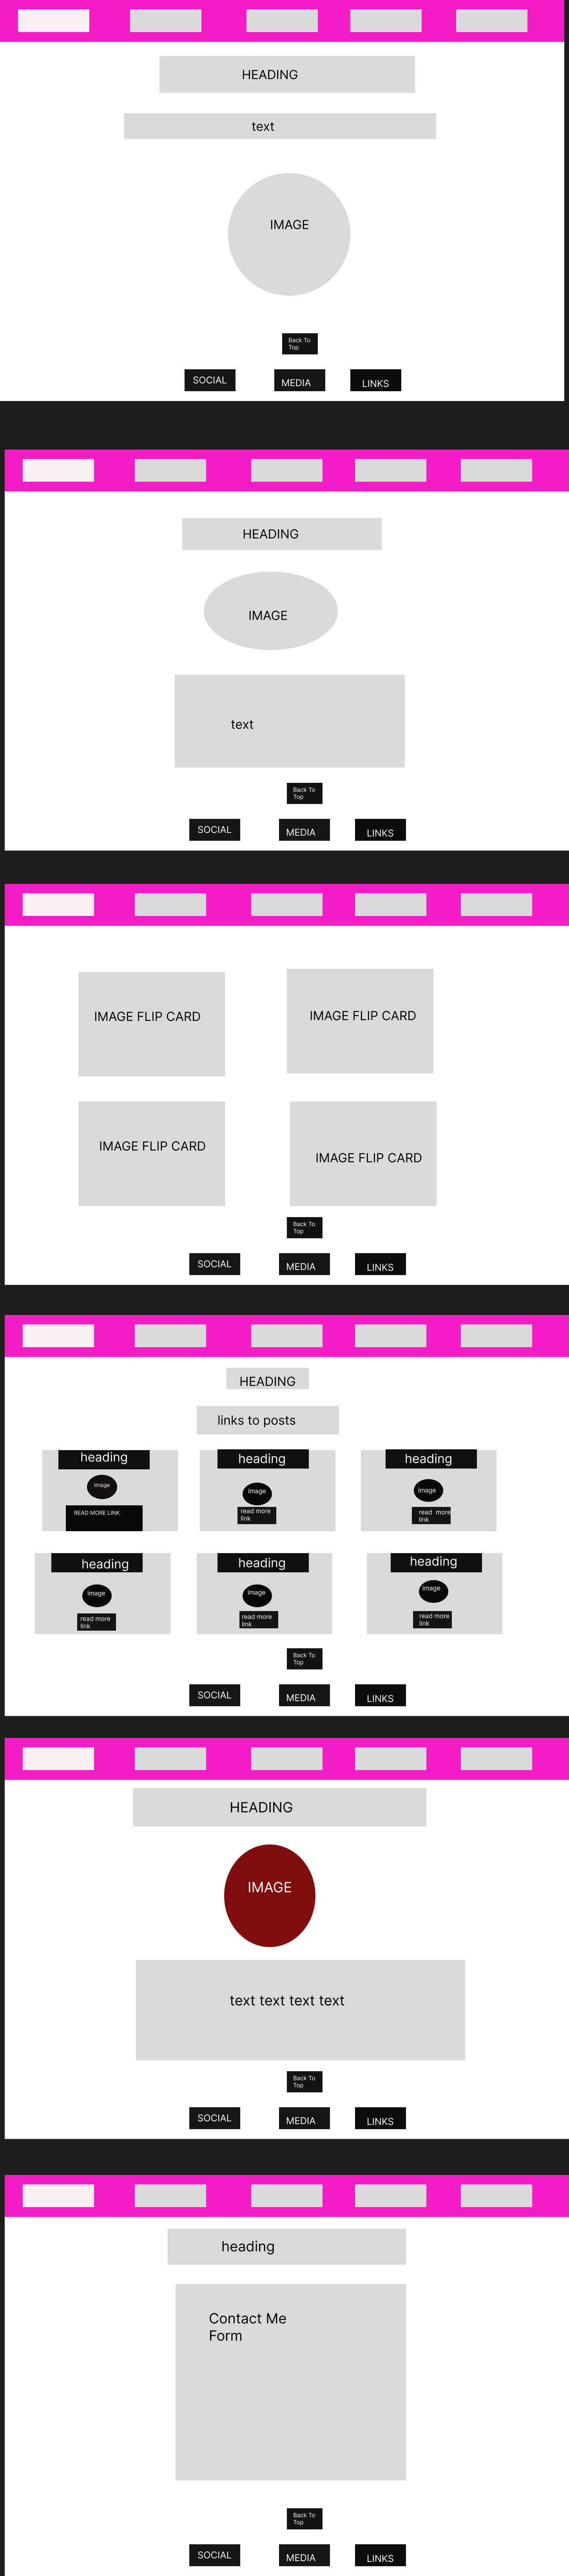 HEADING
text
IMAGE
Back To
Top
SOCIAL
MEDIA
LINKS
HEADING
IMAGE
text
Back To
Top
SOCIAL
MEDIA
LINKS
IMAGE FLIP CARD
IMAGE FLIP CARD
IMAGE FLIP CARD
IMAGE FLIP CARD
Back To
Top
SOCIAL
MEDIA
LINKS
HEADING
links to posts
heading
image
READ MORE LINK
heading
image
read more
link
heading
image
read more
link
heading
image
read more
link
heading
image
read more
link
heading
image
read more
link
Back To
Top
SOCIAL
MEDIA
LINKS
HEADING
IMAGE
text text text text
Back To
Top
SOCIAL
MEDIA
LINKS
heading
Contact Me
Form
Back To
Top
SOCIAL
MEDIA
LINKS